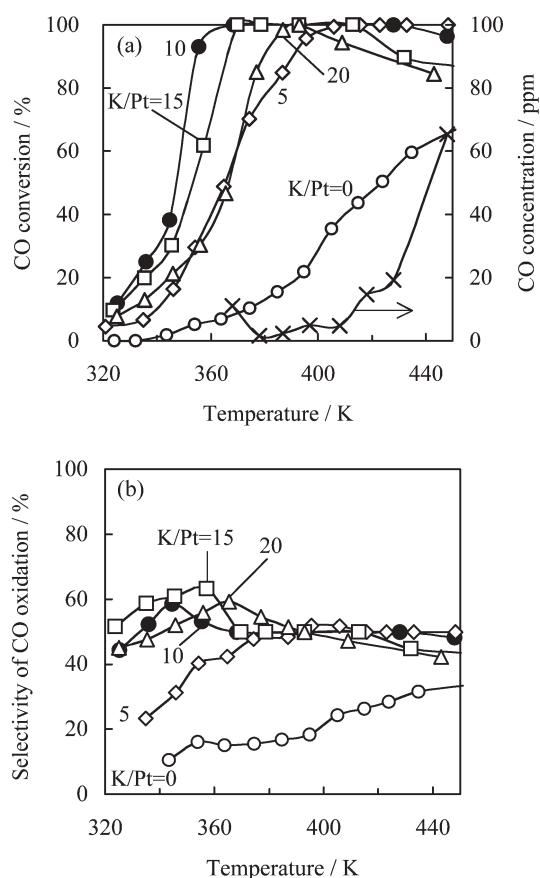 (a)
100
80
60
40
20
0
CO conversion / %
100
80
60
40
20
0
CO concentration / ppm
10
K/Pt=15
20
5
K/Pt=0
320
360
400
440
Temperature / K
(b)
100
80
60
40
20
0
Selectivity of CO oxidation / %
K/Pt=15
20
10
5
K/Pt=0
320
360
400
440
Temperature / K